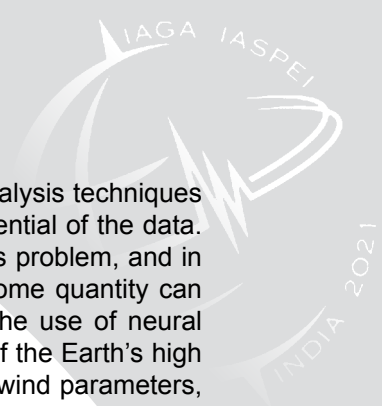 IAGA IASPEI
INDIA 2021
alysis techniques
ential of the data.
s problem, and in
ome quantity can
he use of neural
f the Earth's high
wind parameters,